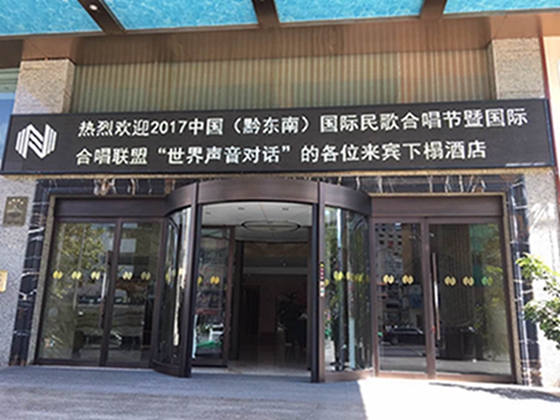 热烈欢迎2017中国（黔东南）国际民歌合唱节暨国际
合唱联盟“世界声音对话”的各位来宾下榻酒店